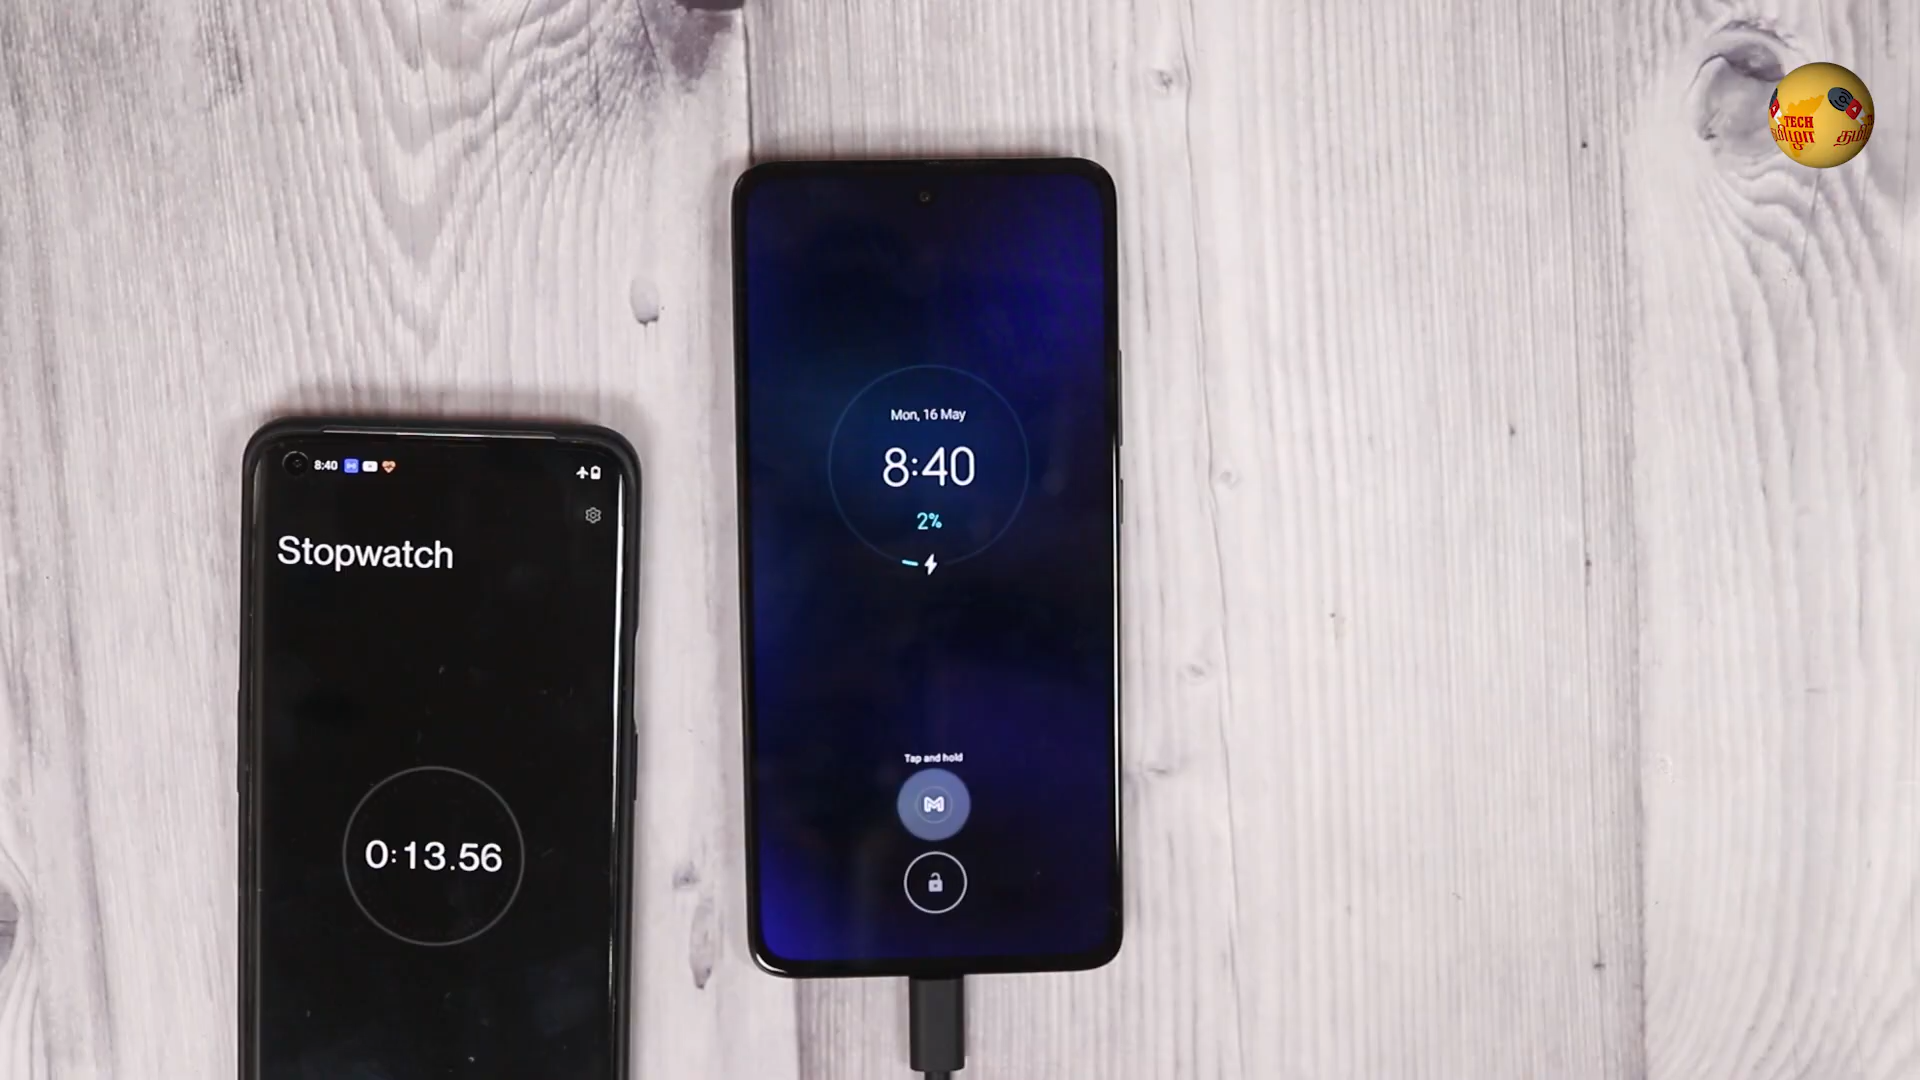 8:40
Stopwatch
0:13.56
Mon, 16 May
8:40
2%
Tap and hold
TECH